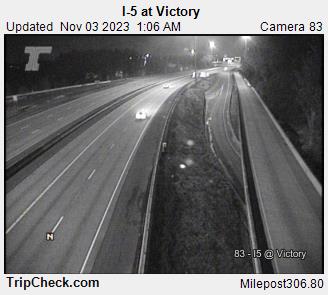 I-5 at Victory
Updated Nov 03 2023 1:06 AM Camera 83
T
N
83 - I5 @ Victory
TripCheck.com Milepost306.80